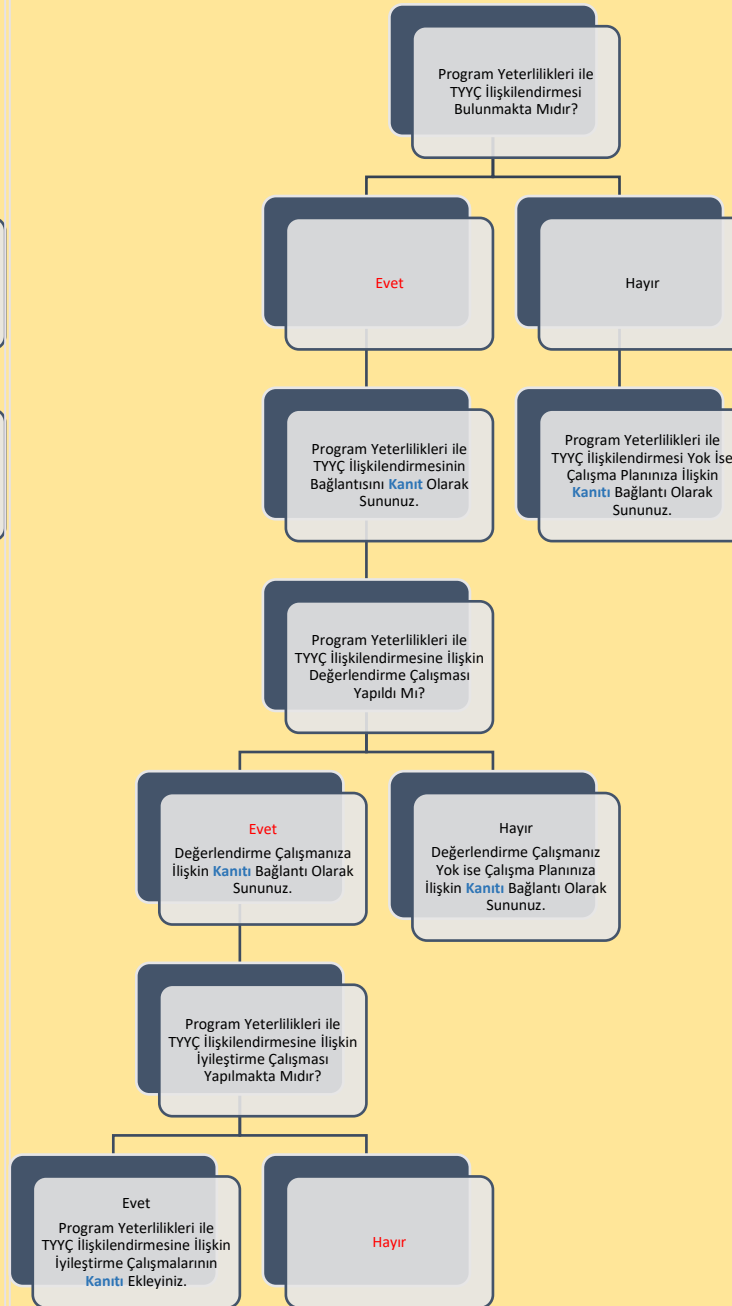 Program Yeterlilikleri ile
TYYÇ İlişkilendirmesi
Bulunmakta Mıdır?
Evet
Hayır
Program Yeterlilikleri ile
TYYÇ İlişkilendirmesinin
Bağlantısını Kanıt Olarak
Sununuz.
Program Yeterlilikleri ile
TYYÇ İlişkilendirmesi Yok İse
Çalışma Planınıza İlişkin
Kanıtı Bağlantı Olarak
Sununuz.
Program Yeterlilikleri ile
TYYÇ İlişkilendirmesine İlişkin
Değerlendirme Çalışması
Yapıldı Mı?
Evet
Değerlendirme Çalışmanıza
İlişkin Kanıtı Bağlantı Olarak
Sununuz.
Hayır
Değerlendirme Çalışmanız
Yok ise Çalışma Planınıza
İlişkin Kanıtı Bağlantı Olarak
Sununuz.
Program Yeterlilikleri ile
TYYÇ İlişkilendirmesine İlişkin
İyileştirme Çalışması
Yapılmakta Mıdır?
Evet
Program Yeterlilikleri ile
TYYÇ İlişkilendirmesine İlişkin
İyileştirme Çalışmalarının
Kanıtı Ekleyiniz.
Hayır